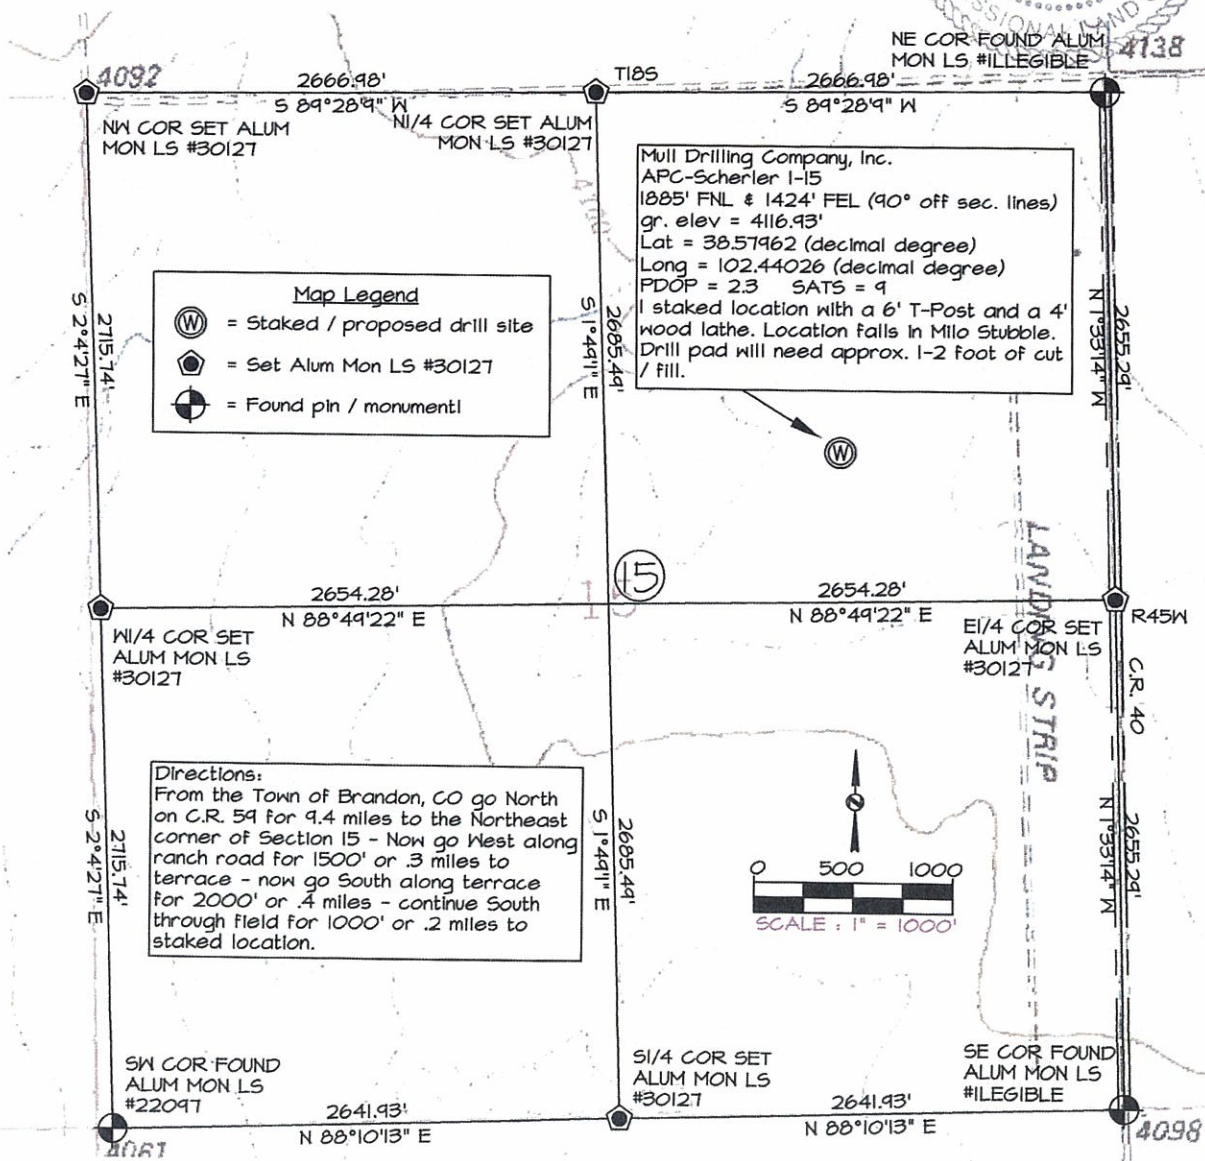 SSIONAL LAND
NE COR FOUND ALUM
MON LS #ILLEGIBLE
4138
4092
2666.98'
S 89°28'9" W
T18S
2666.98'
S 89°28'9" W
NW COR SET ALUM
MON LS #30127
N1/4 COR SET ALUM
MON LS #30127
4100
Mull Drilling Company, Inc.
APC-Scherler 1-15
1885' FNL & 1424' FEL (90° off sec. lines)
gr. elev = 4116.93'
Lat = 38.57962 (decimal degree)
Long = 102.44026 (decimal degree)
PDOP = 2.3 SATS = 9
I staked location with a 6' T-Post and a 4'
wood lathe. Location falls in Milo Stubble.
Drill pad will need approx. 1-2 foot of cut
/ fill.
Map Legend
W = Staked / proposed drill site
= Set Alum Mon LS #30127
= Found pin / monument1
S 2°4'27" E
2715.74'
S 1°49'1" E
2685.49'
N 1°33'14" W
2655.29'
W
15
15
2654.28'
N 88°49'22" E
2654.28'
N 88°49'22" E
W1/4 COR SET
ALUM MON LS
#30127
E1/4 COR SET
ALUM MON LS
#30127
R45W
LANDING STRIP
C.R. 40
Directions:
From the Town of Brandon, CO go North
on C.R. 59 for 9.4 miles to the Northeast
corner of Section 15 - Now go West along
ranch road for 1500' or .3 miles to
terrace - now go South along terrace
for 2000' or .4 miles - continue South
through field for 1000' or .2 miles to
staked location.
S 2°4'27" E
2715.74'
S 1°49'1" E
2685.49'
N
0 500 1000
SCALE : 1" = 1000'
N 1°33'14" W
2655.29'
SW COR FOUND
ALUM MON LS
#22097
S1/4 COR SET
ALUM MON LS
#30127
SE COR FOUND
ALUM MON LS
#ILEGIBLE
2641.93'
N 88°10'13" E
2641.93'
N 88°10'13" E
4061
4098